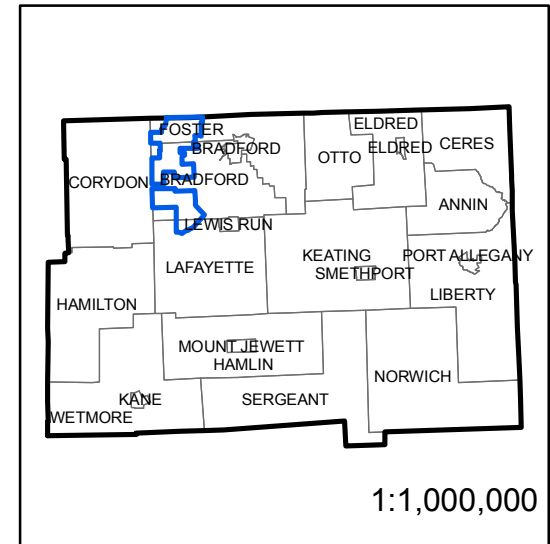 FOSTER
ELDRED
BRADFORD
ELDRED
CERES
OTTO
CORYDON
BRADFORD
ANNIN
LEWIS RUN
KEATING
PORT ALLEGANY
LAFAYETTE
SMETHPORT
LIBERTY
HAMILTON
MOUNT JEWETT
HAMLIN
NORWICH
KANE
SERGEANT
WETMORE
1:1,000,000